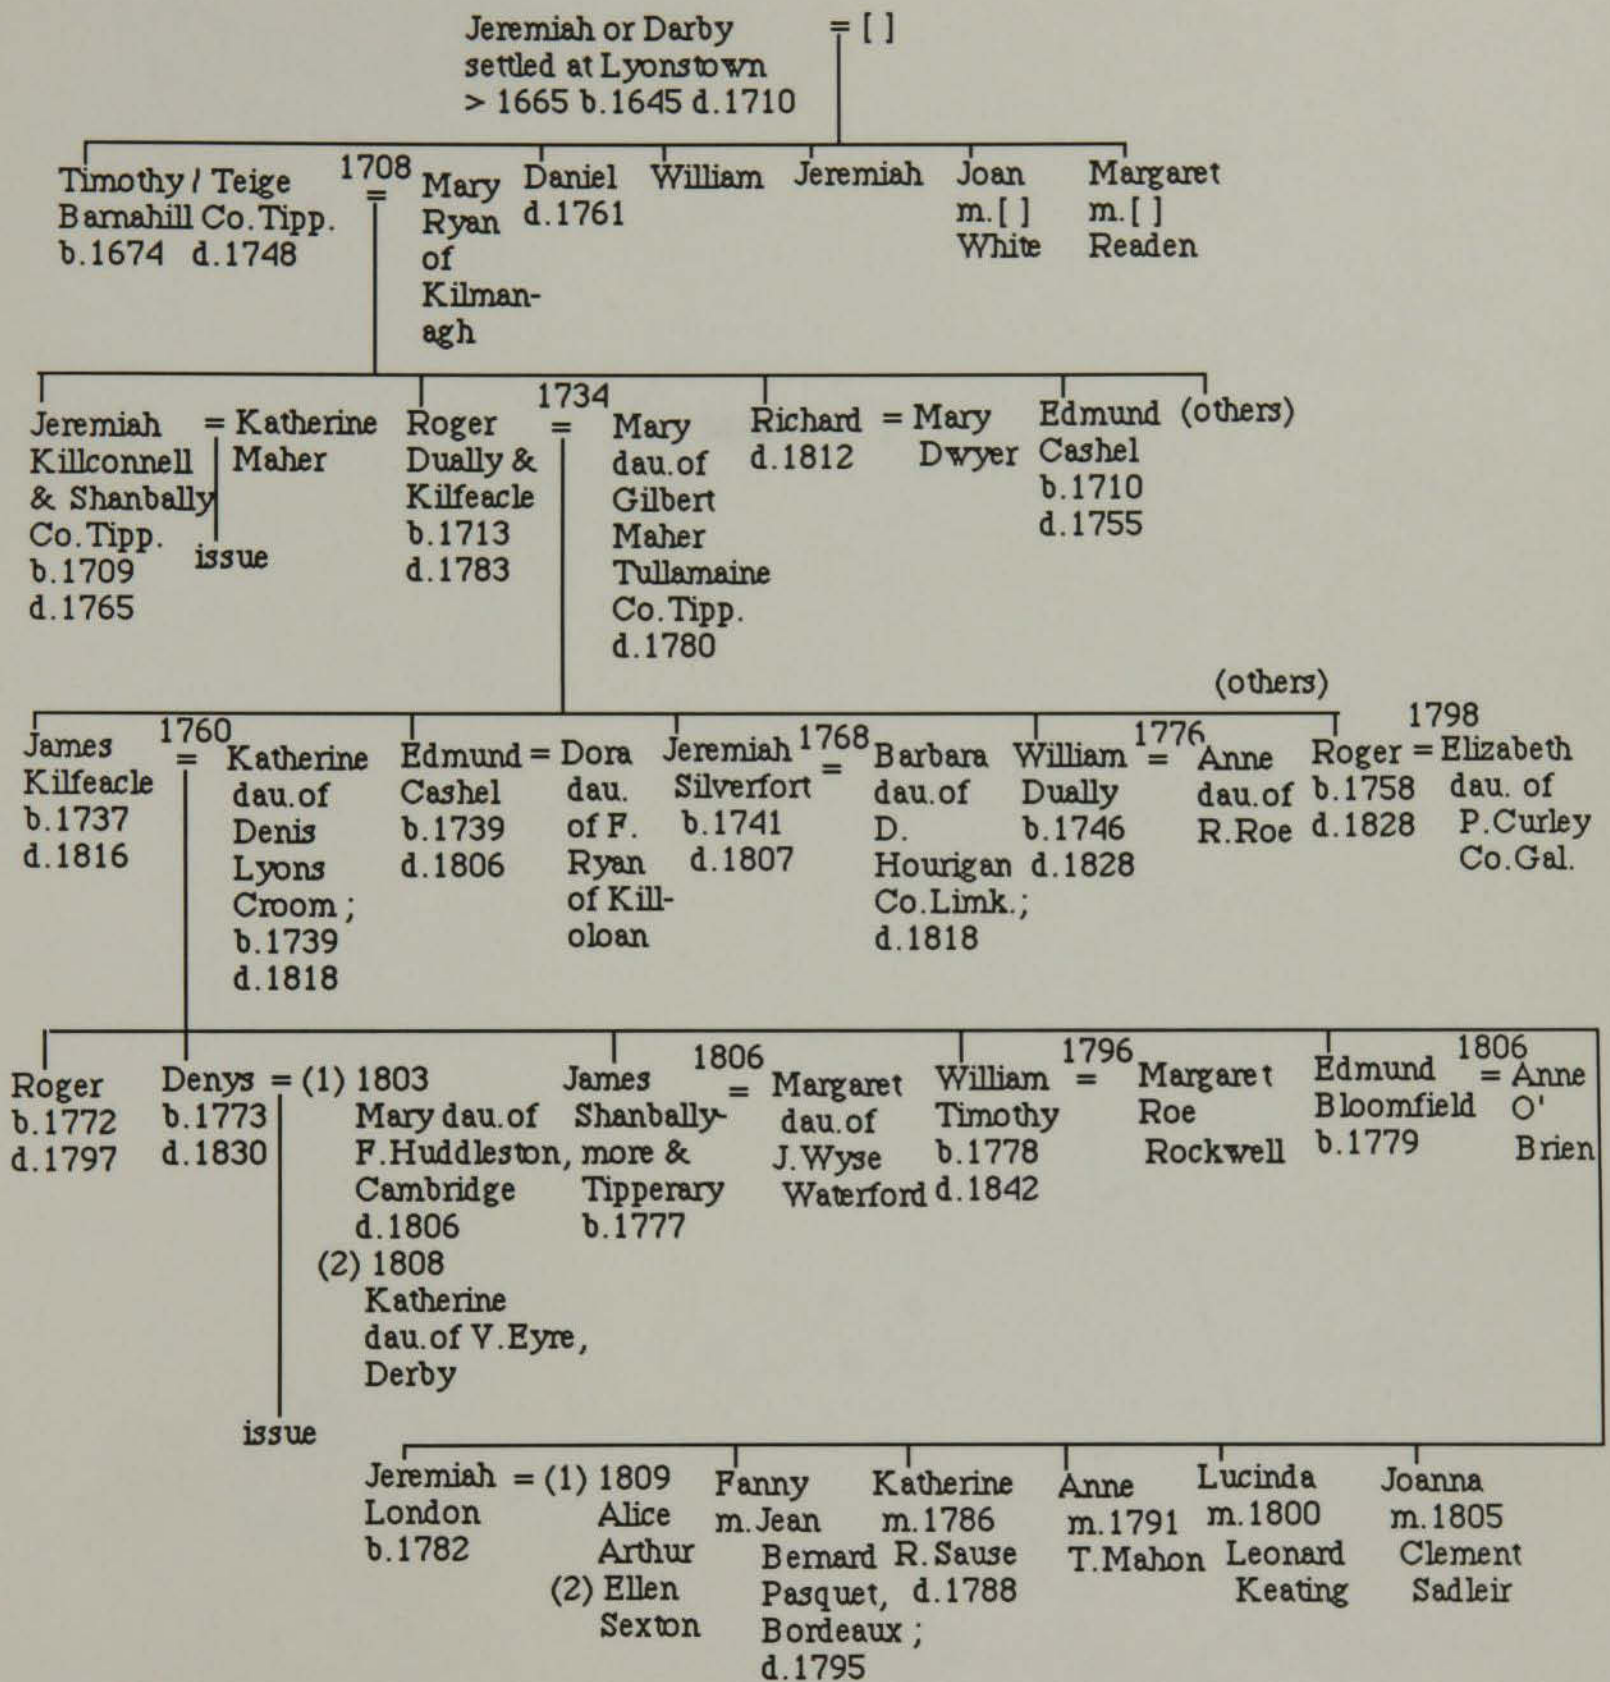 Jeremiah or Darby = [ ]
settled at Lyonstown
> 1665 b.1645 d.1710
Timothy / Teige
Barnahill Co.Tipp.
b.1674 d.1748
1708
=
Mary
Ryan
of
Kilman-
agh
Daniel
d.1761
William
Jeremiah
Joan
m.[ ]
White
Margaret
m.[ ]
Readen
Jeremiah
Killconnell
& Shanbally
Co.Tipp.
b.1709
d.1765
= Katherine
Maher
issue
Roger
Dually &
Kilfeacle
b.1713
d.1783
1734
=
Mary
dau.of
Gilbert
Maher
Tullamaine
Co.Tipp.
d.1780
Richard
d.1812
= Mary
Dwyer
Edmund
Cashel
b.1710
d.1755
(others)
(others)
James
Kilfeacle
b.1737
d.1816
1760
=
Katherine
dau.of
Denis
Lyons
Croom ;
b.1739
d.1818
Edmund
Cashel
b.1739
d.1806
= Dora
dau.
of F.
Ryan
of Kill-
oloan
Jeremiah
Silverfort
b.1741
d.1807
1768
=
Barbara
dau.of
D.
Hourigan
Co.Limk.;
d.1818
William
Dually
b.1746
d.1828
1776
=
Anne
dau.of
R.Roe
Roger
b.1758
d.1828
1798
= Elizabeth
dau. of
P.Curley
Co.Gal.
Roger
b.1772
d.1797
Denys
b.1773
d.1830
= (1) 1803
Mary dau.of
F.Huddleston,
Cambridge
d.1806
(2) 1808
Katherine
dau.of V.Eyre,
Derby
issue
James
Shanbally-
more &
Tipperary
b.1777
1806
=
Margaret
dau.of
J.Wyse
Waterford
William
Timothy
b.1778
d.1842
1796
=
Margaret
Roe
Rockwell
Edmund
Bloomfield
b.1779
1806
= Anne
O'
Brien
Jeremiah
London
b.1782
= (1) 1809
Alice
Arthur
(2) Ellen
Sexton
Fanny
m.Jean
Bernard
Pasquet,
Bordeaux ;
d.1795
Katherine
m.1786
R.Sause
d.1788
Anne
m.1791
T.Mahon
Lucinda
m.1800
Leonard
Keating
Joanna
m.1805
Clement
Sadleir